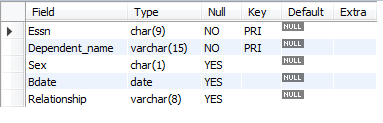 Field Type Null Key Default Extra
Essn char(9) NO PRI NULL
Dependent_name varchar(15) NO PRI NULL
Sex char(1) YES NULL
Bdate date YES NULL
Relationship varchar(8) YES NULL